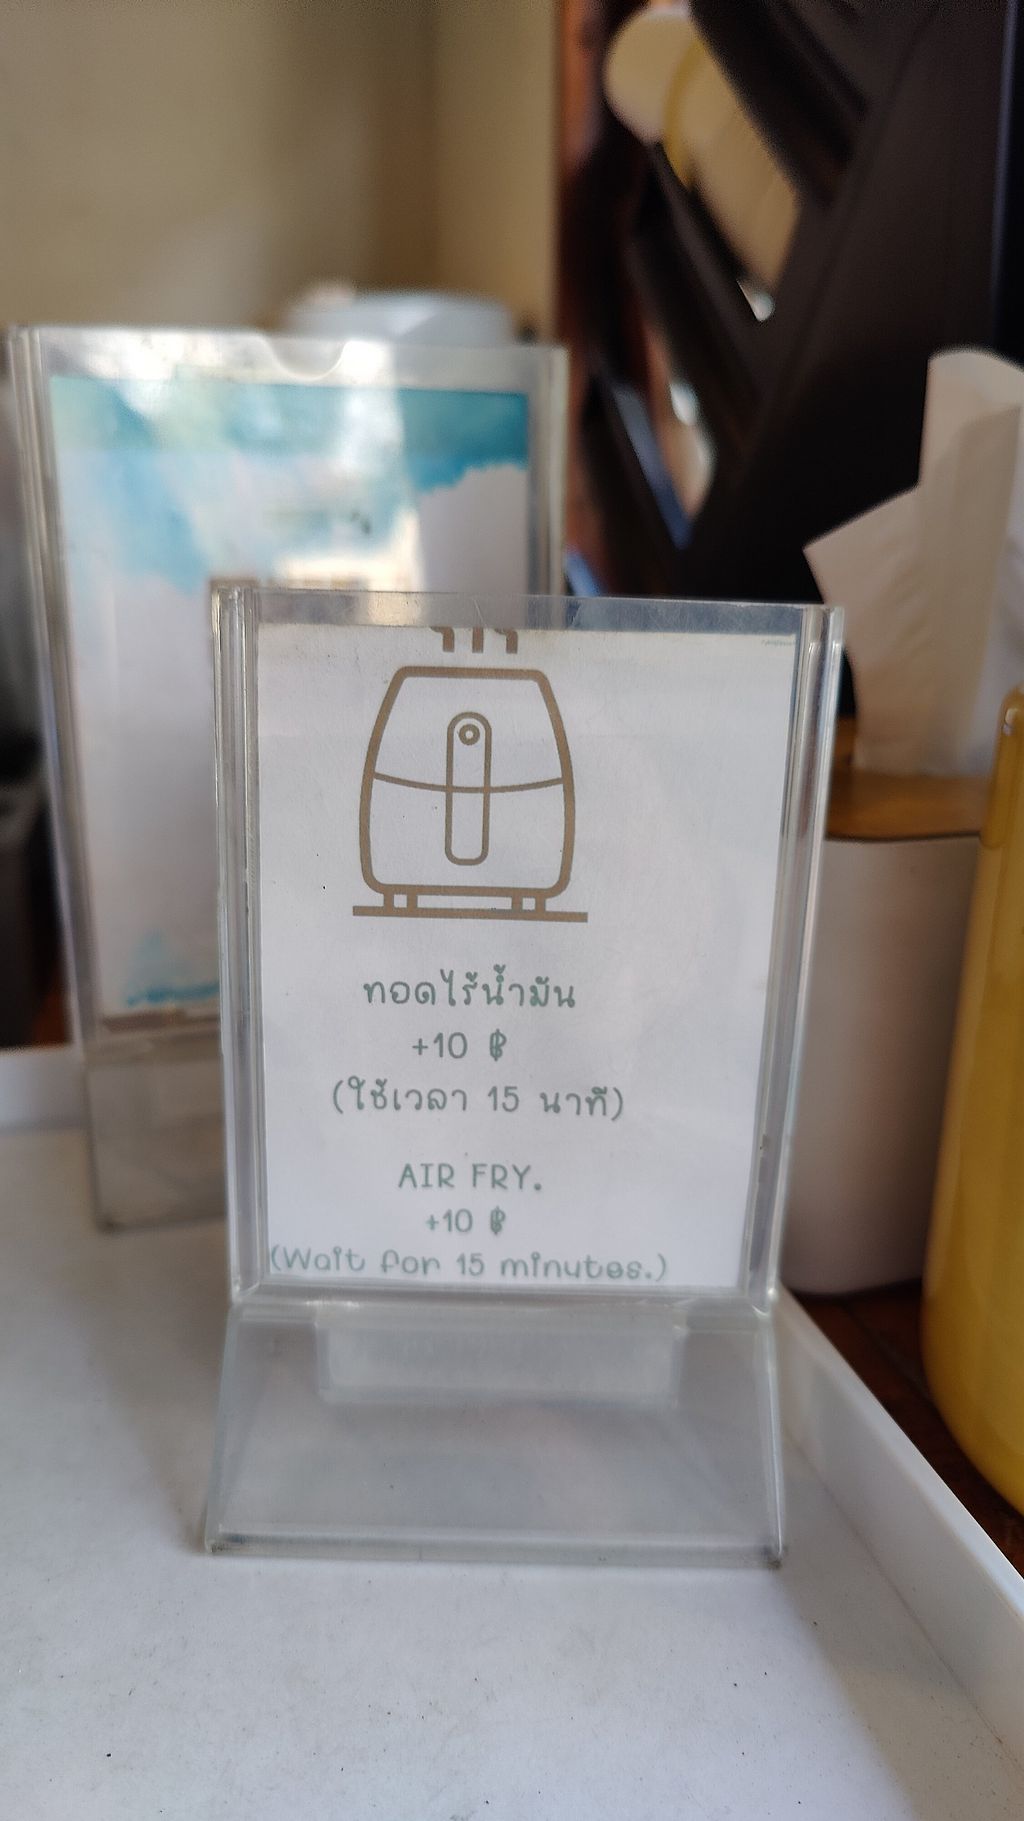 ทอดไร้น้ำมัน
+10 ฿
(ใช้เวลา 15 นาที)
AIR FRY.
+10 ฿
(Wait for 15 minutes.)